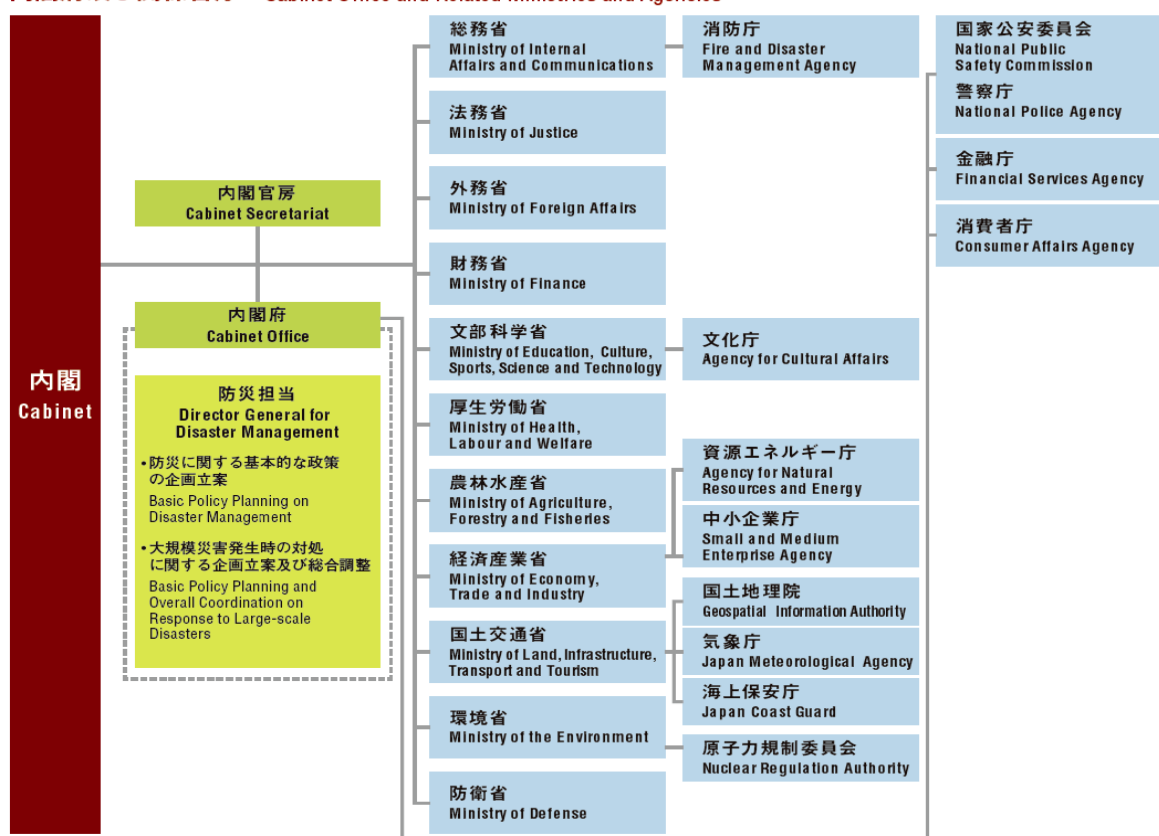 Cabinet Office and Related Ministries and Agencies
内閣
Cabinet
内閣官房
Cabinet Secretariat
内閣府
Cabinet Office
防災担当
Director General for
Disaster Management
•防災に関する基本的な政策
の企画立案
Basic Policy Planning on
Disaster Management
•大規模災害発生時の対処
に関する企画立案及び総合調整
Basic Policy Planning and
Overall Coordination on
Response to Large-scale
Disasters
総務省
Ministry of Internal
Affairs and Communications
法務省
Ministry of Justice
外務省
Ministry of Foreign Affairs
財務省
Ministry of Finance
文部科学省
Ministry of Education, Culture,
Sports, Science and Technology
厚生労働省
Ministry of Health,
Labour and Welfare
農林水産省
Ministry of Agriculture,
Forestry and Fisheries
経済産業省
Ministry of Economy,
Trade and Industry
国土交通省
Ministry of Land, Infrastructure,
Transport and Tourism
環境省
Ministry of the Environment
防衛省
Ministry of Defense
消防庁
Fire and Disaster
Management Agency
文化庁
Agency for Cultural Affairs
資源エネルギー庁
Agency for Natural
Resources and Energy
中小企業庁
Small and Medium
Enterprise Agency
国土地理院
Geospatial Information Authority
気象庁
Japan Meteorological Agency
海上保安庁
Japan Coast Guard
原子力規制委員会
Nuclear Regulation Authority
国家公安委員会
National Public
Safety Commission
警察庁
National Police Agency
金融庁
Financial Services Agency
消費者庁
Consumer Affairs Agency